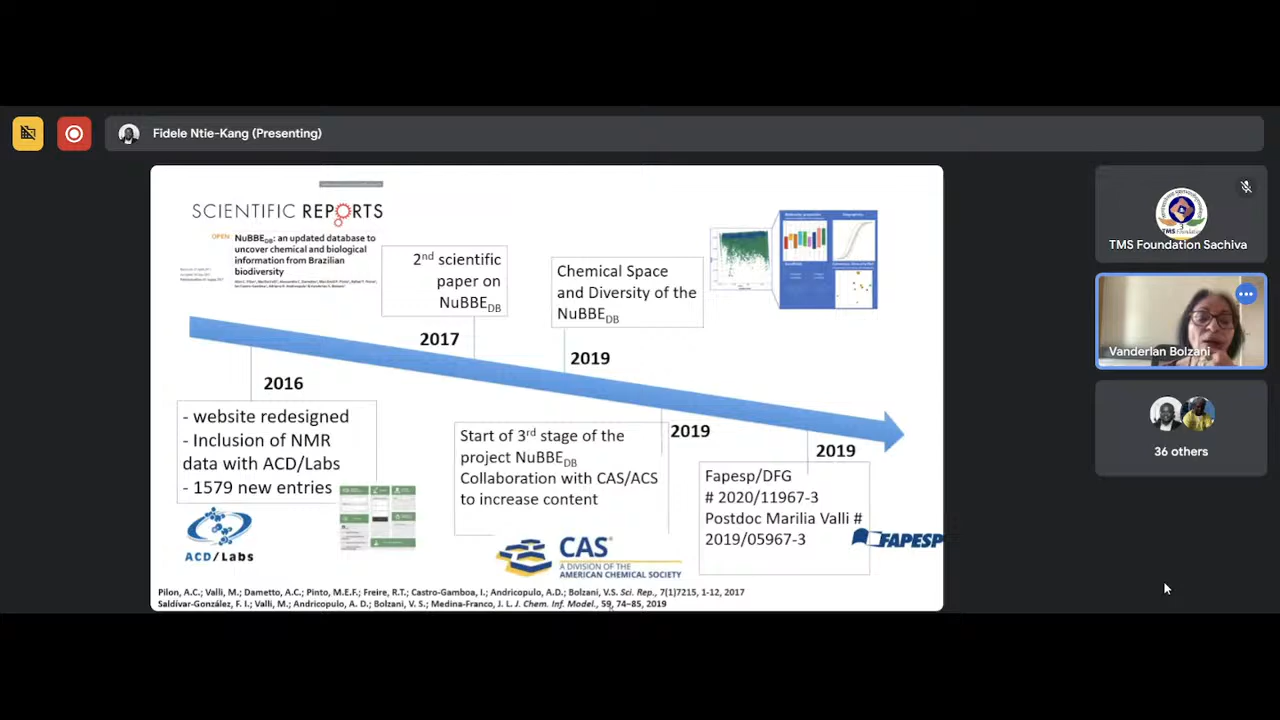 Fidele Ntie-Kang (Presenting)
SCIENTIFIC REPORTS
OPEN
NuBBEDB: an updated database to
uncover chemical and biological
information from Brazilian
biodiversity
2nd scientific
paper on
NuBBEDB
2017
Chemical Space
and Diversity of the
NuBBEDB
2019
2016
- website redesigned
- Inclusion of NMR
data with ACD/Labs
- 1579 new entries
ACD/Labs
Start of 3rd stage of the
project NuBBEDB
Collaboration with CAS/ACS
to increase content
2019
CAS
A DIVISION OF THE
AMERICAN CHEMICAL SOCIETY
2019
Fapesp/DFG
# 2020/11967-3
Postdoc Marilia Valli #
2019/05967-3
FAPESP
Pilon, A.C.; Valli, M.; Dametto, A.C.; Pinto, M.E.F.; Freire, R.T.; Castro-Gamboa, I.; Andricopulo, A.D.; Bolzani, V.S. Sci. Rep., 7(1)7215, 1-12, 2017
Saldívar-González, F. I.; Valli, M.; Andricopulo, A. D.; Bolzani, V. S.; Medina-Franco, J. L. J. Chem. Inf. Model., 59, 74–85, 2019
TMS Foundation
TMS Foundation Sachiva
Vanderlan Bolzani
36 others